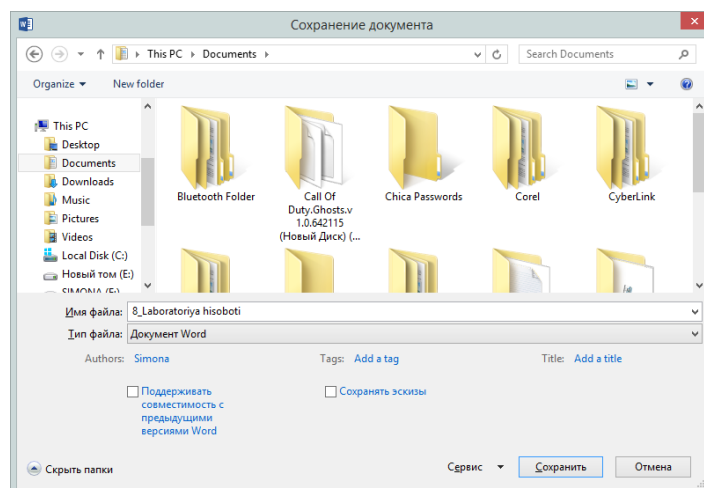 Сохранение документа
This PC
Documents
Search Documents
Organize
New folder
This PC
Desktop
Documents
Downloads
Music
Pictures
Videos
Local Disk (C:)
Новый том (E:)
SIMONA (F:)
Bluetooth Folder
Call Of
Duty.Ghosts.v
1.0.642115
(Новый Диск) (...
Chica Passwords
Corel
CyberLink
Имя файла: 8_Laboratoriya hisoboti
Тип файла: Документ Word
Authors: Simona
Tags: Add a tag
Title: Add a title
Поддерживать
совместимость с
предыдущими
версиями Word
Сохранять эскизы
Скрыть папки
Сервис
Сохранить
Отмена